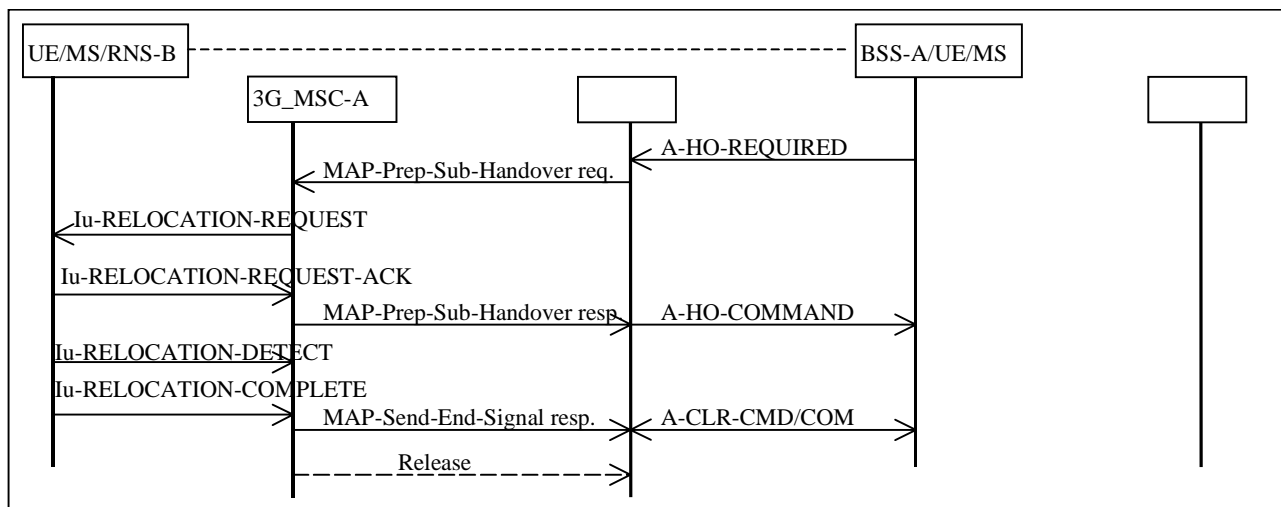 UE/MS/RNS-B
BSS-A/UE/MS
3G_MSC-A
A-HO-REQUIRED
MAP-Prep-Sub-Handover req.
Iu-RELOCATION-REQUEST
Iu-RELOCATION-REQUEST-ACK
MAP-Prep-Sub-Handover resp.
A-HO-COMMAND
Iu-RELOCATION-DETECT
Iu-RELOCATION-COMPLETE
MAP-Send-End-Signal resp.
A-CLR-CMD/COM
Release